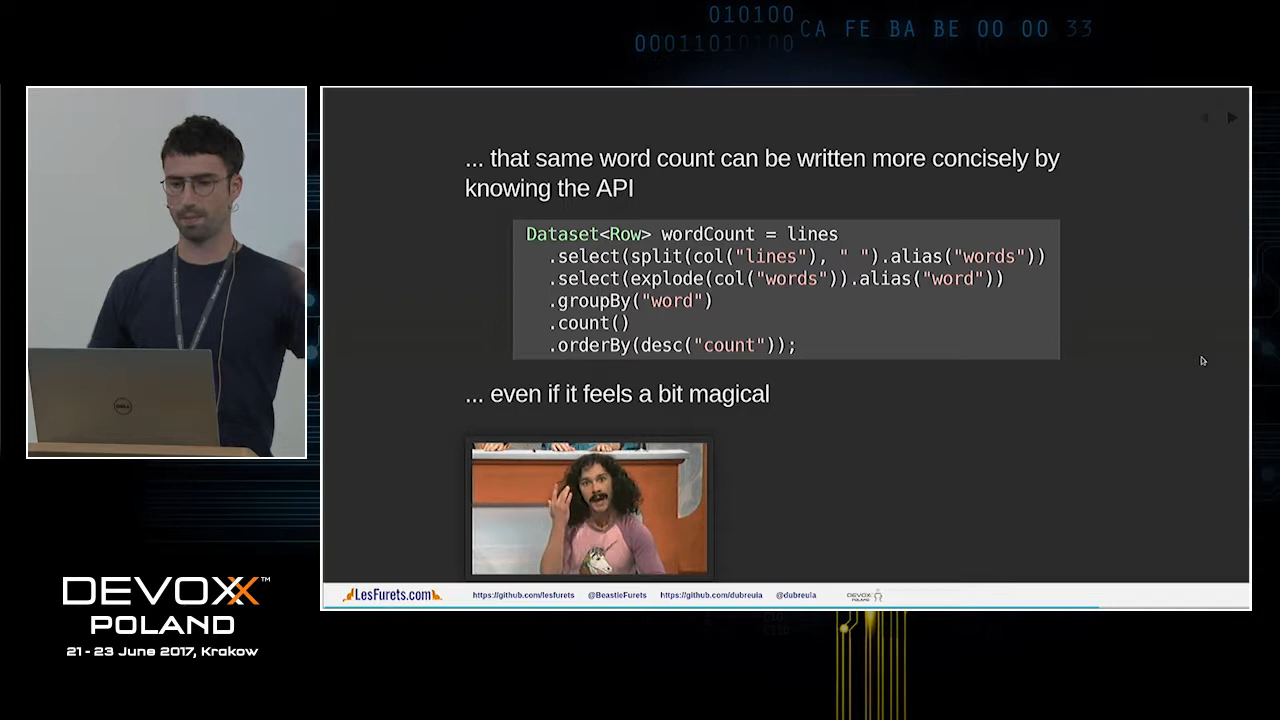 010100
00011010100
CA FE BA BE 00 00 33
... that same word count can be written more concisely by
knowing the API
Dataset<Row> wordCount = lines
.select(split(col("lines"), " ").alias("words"))
.select(explode(col("words")).alias("word"))
.groupBy("word")
.count()
.orderBy(desc("count"));
... even if it feels a bit magical
DELL
LesFurets.com
https://github.com/lesfurets
@BeastieFurets
https://github.com/dubreuia
@dubreuia
DEVOXX
POLAND
DEVOXX™
POLAND
21 - 23 June 2017, Krakow